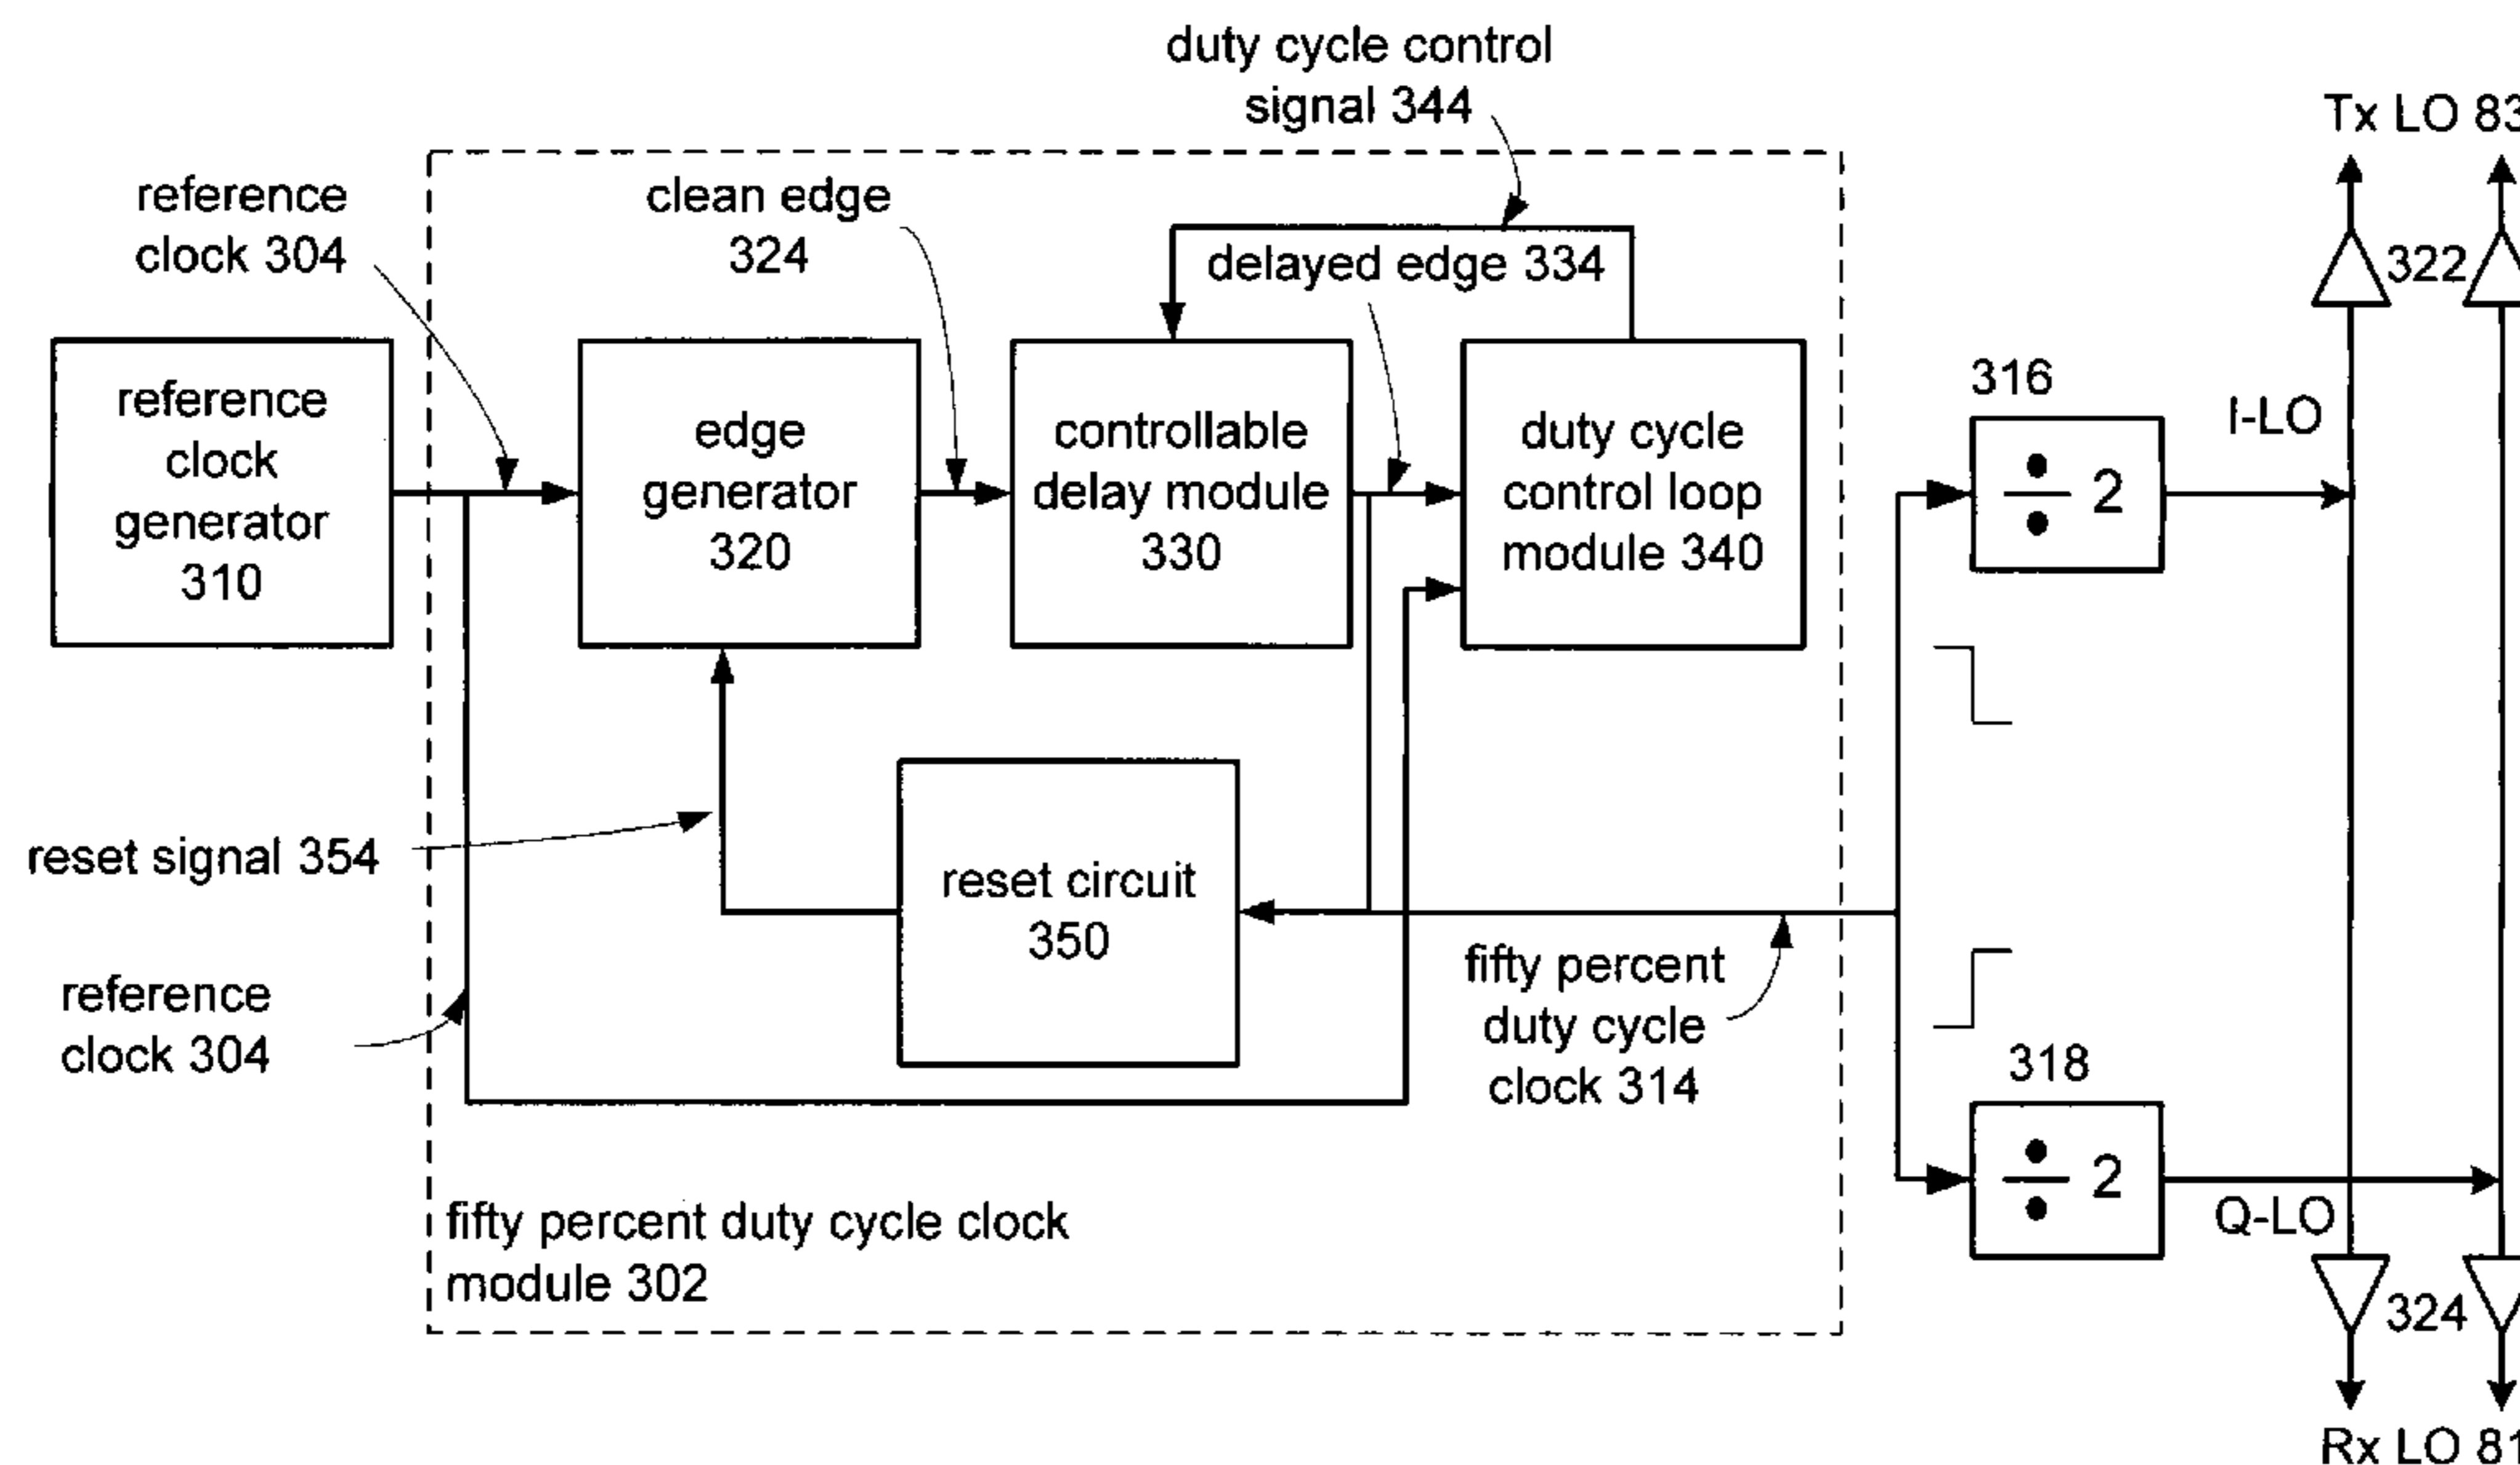 duty cycle control
signal 344
Tx LO 83
reference
clock 304
clean edge
324
delayed edge 334
322
reference
clock
generator
310
edge
generator
320
controllable
delay module
330
duty cycle
control loop
module 340
316
÷ 2
I-LO
reset signal 354
reset circuit
350
reference
clock 304
fifty percent
duty cycle
clock 314
318
÷ 2
Q-LO
fifty percent duty cycle clock
module 302
324
Rx LO 81